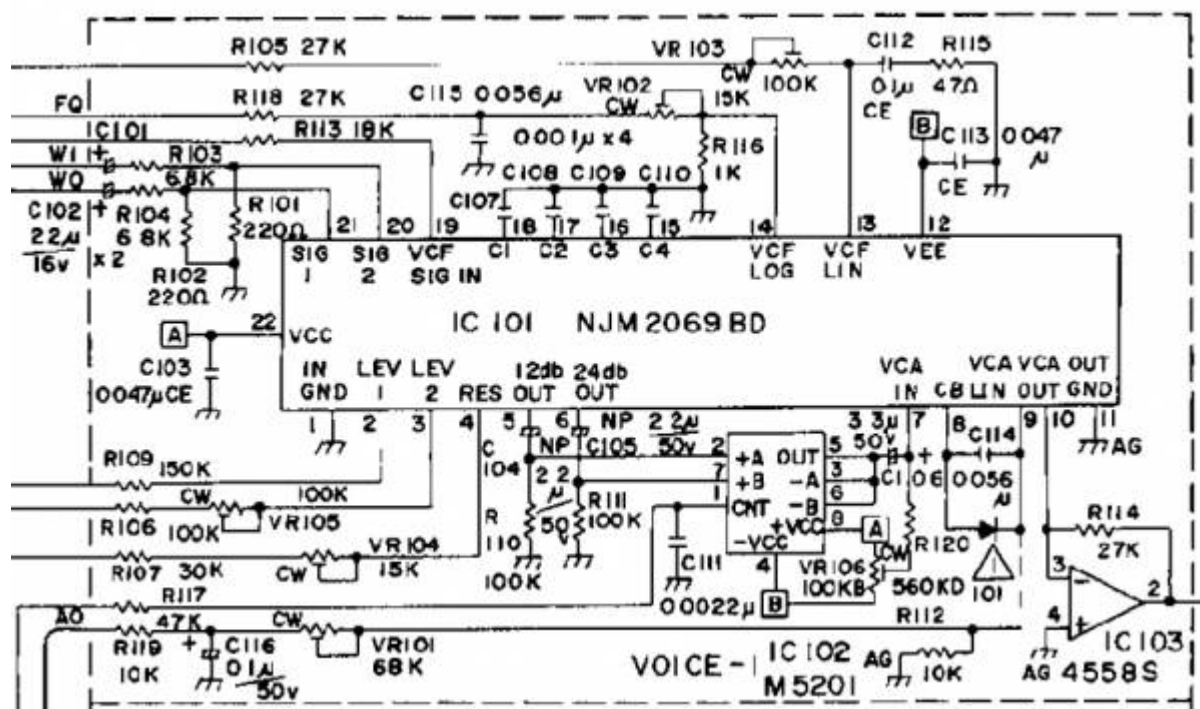 R105 27K
VR103
CW
100K
C112
0.1μ
CE
R115
47Ω
FQ
R118 27K
C115 0.056μ
VR102
CW
15K
C101
R113 18K
0.001μ x4
R116
1K
B
C113 0.047
μ
CE
W1
R103
6.8K
WQ
C102
22μ
16v
x2
R104
6.8K
R101
220Ω
R102
220Ω
C107
C108
C109
C110
21
20
19
18
17
16
15
14
13
12
SIG
1
SIG
2
VCF
SIG IN
C1
C2
C3
C4
VCF
LOG
VCF
LIN
VEE
A
22
VCC
IC 101 NJM2069BD
C103
0.047μCE
IN
GND
LEV
1
LEV
2
RES
12db
OUT
24db
OUT
VCA
IN
CB
VCA
LIN
VCA
OUT
OUT
GND
1
2
3
4
5
6
7
8
9
10
11
AG
R109
150K
CW
100K
VR105
R106
100K
R107
30K
CW
VR104
15K
C
104
NP
2.2
μ
50
v
NP
C105
2.2μ
50v
R
110
100K
R111
100K
2
7
1
+A
+B
CNT
OUT
-A
-B
+VCC
-VCC
5
3
6
8
4
3.3μ
50v
+
C106
C114
0.0056
μ
C111
0.0022μ
A
B
CW
VR106
100KB
R120
560KD
101
R114
27K
3
2
4
-
+
IC103
4558S
AG
AO
R117
47K
R119
10K
+
C116
0.1μ
50v
CW
VR101
68K
R112
10K
AG
VOICE-1
IC102
M5201